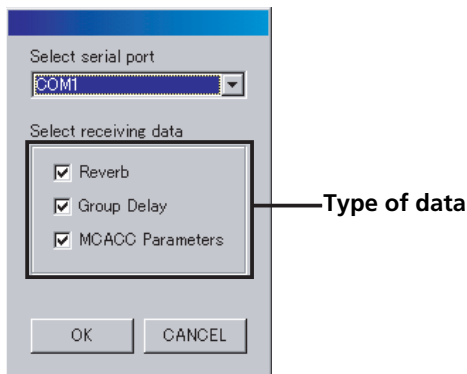 Select serial port
COM1
Select receiving data
Reverb
Group Delay
MCACC Parameters
Type of data
OK
CANCEL